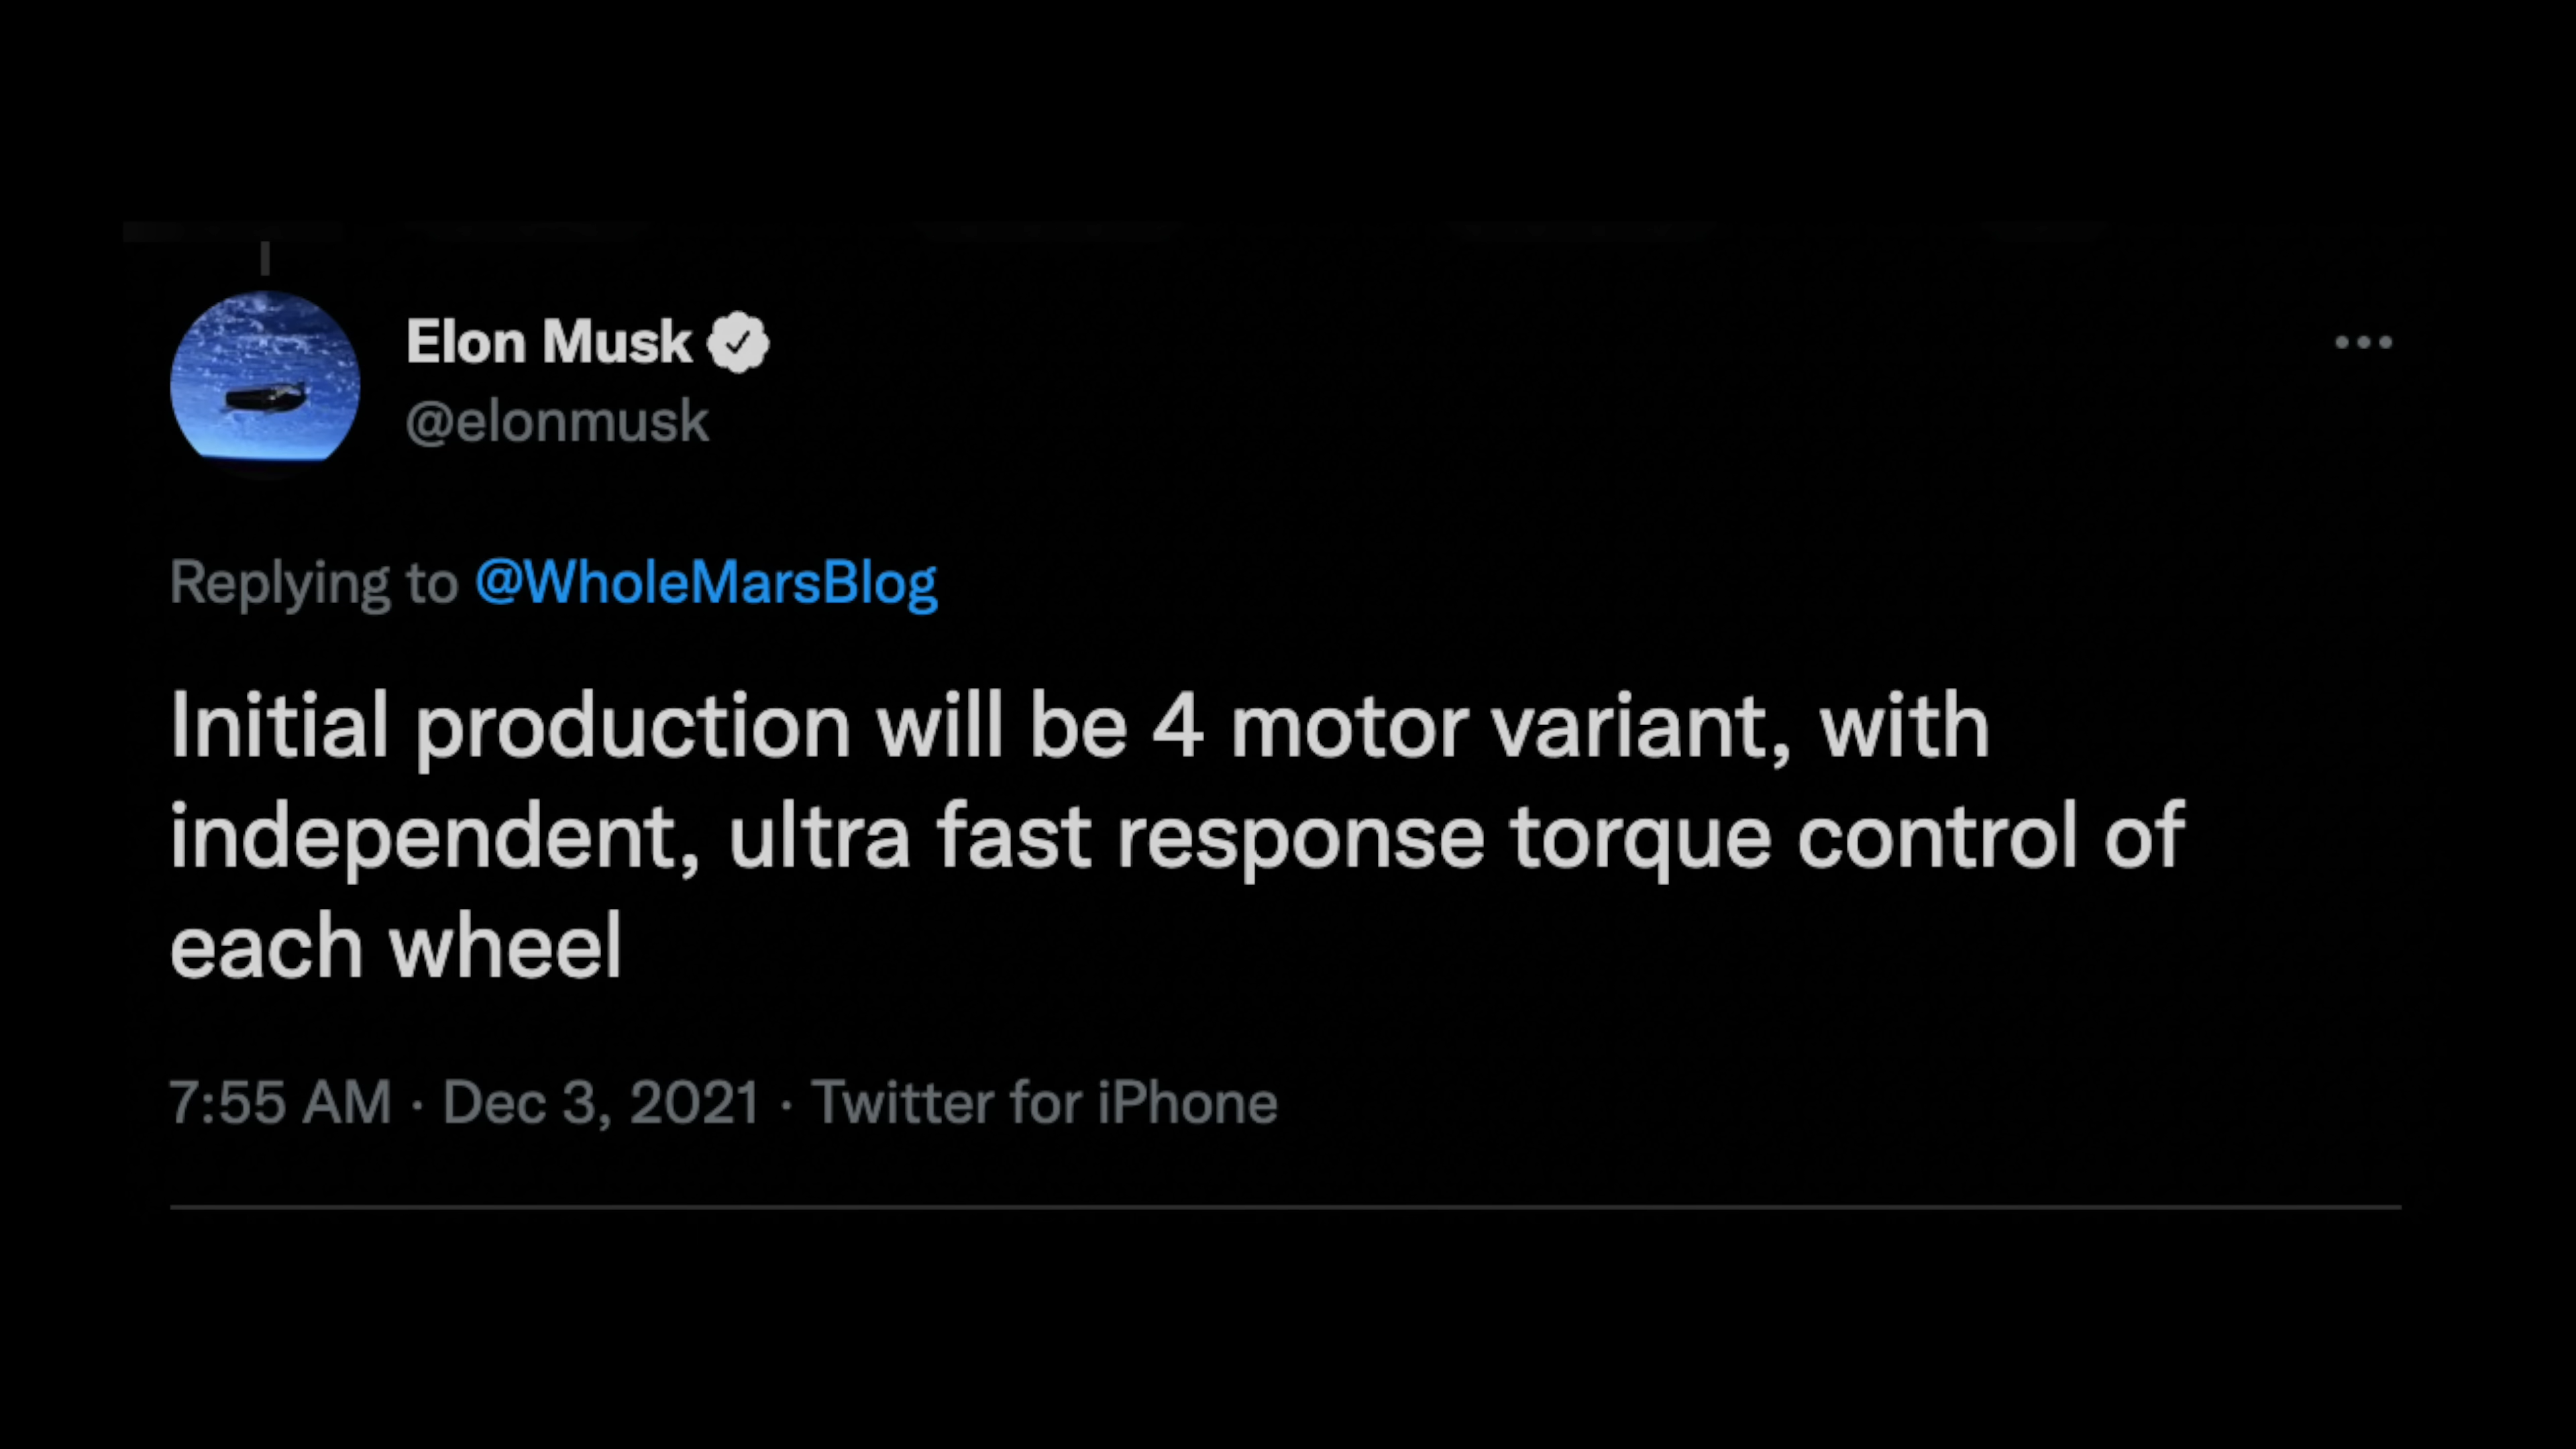 Elon Musk
@elonmusk
Replying to @WholeMarsBlog
Initial production will be 4 motor variant, with
independent, ultra fast response torque control of
each wheel
7:55 AM · Dec 3, 2021 · Twitter for iPhone